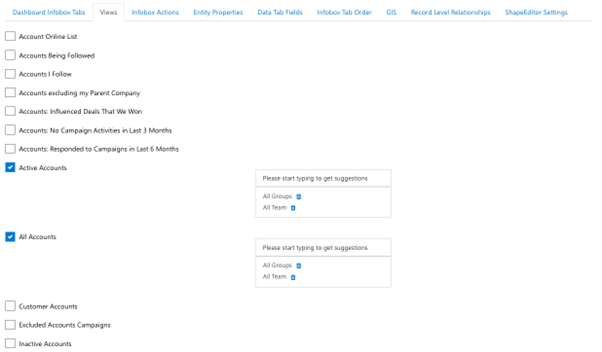 Dashboard Infobox Tabs Views Infobox Actions Entity Properties Data Tab Fields Infobox Tab Order GIS Record Level Relationships ShapeEditor Settings
Account Online List
Accounts Being Followed
Accounts I Follow
Accounts excluding my Parent Company
Accounts: Influenced Deals That We Won
Accounts: No Campaign Activities in Last 3 Months
Accounts: Responded to Campaigns in Last 6 Months
Active Accounts
Please start typing to get suggestions
All Groups
All Team
All Accounts
Please start typing to get suggestions
All Groups
All Team
Customer Accounts
Excluded Accounts Campaigns
Inactive Accounts